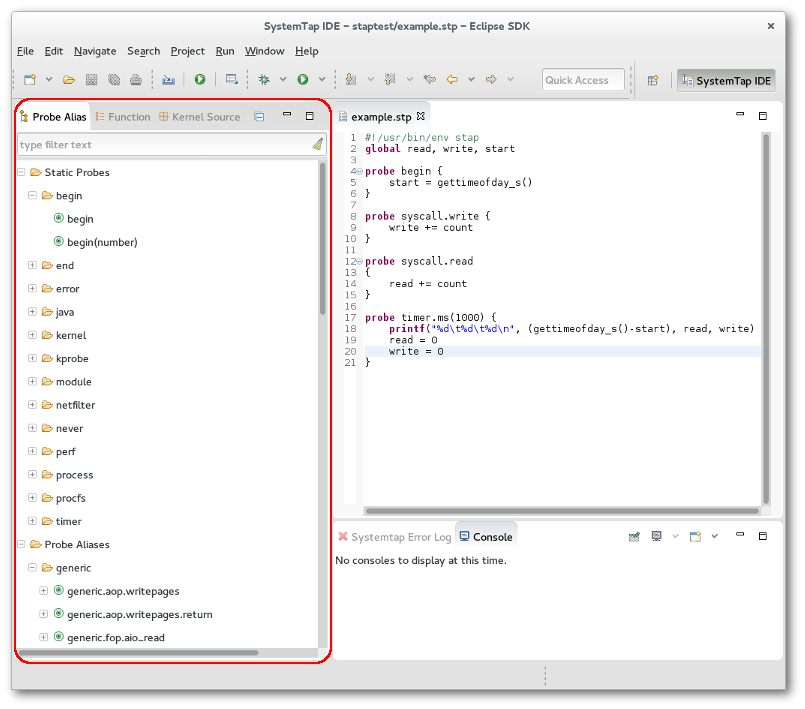 SystemTap IDE – staptest/example.stp – Eclipse SDK
File Edit Navigate Search Project Run Window Help
Quick Access
SystemTap IDE
Probe Alias
Function
Kernel Source
type filter text
Static Probes
begin
begin
begin(number)
end
error
java
kernel
kprobe
module
netfilter
never
perf
process
procfs
timer
Probe Aliases
generic
generic.aop.writepages
generic.aop.writepages.return
generic.fop.aio_read
example.stp
1 #!/usr/bin/env stap
2 global read, write, start
3
4 probe begin {
5     start = gettimeofday_s()
6 }
7
8 probe syscall.write {
9     write += count
10 }
11
12 probe syscall.read
13 {
14     read += count
15 }
16
17 probe timer.ms(1000) {
18     printf("%d\t%d\t%d\n", (gettimeofday_s()-start), read, write)
19     read = 0
20     write = 0
21 }
Systemtap Error Log
Console
No consoles to display at this time.